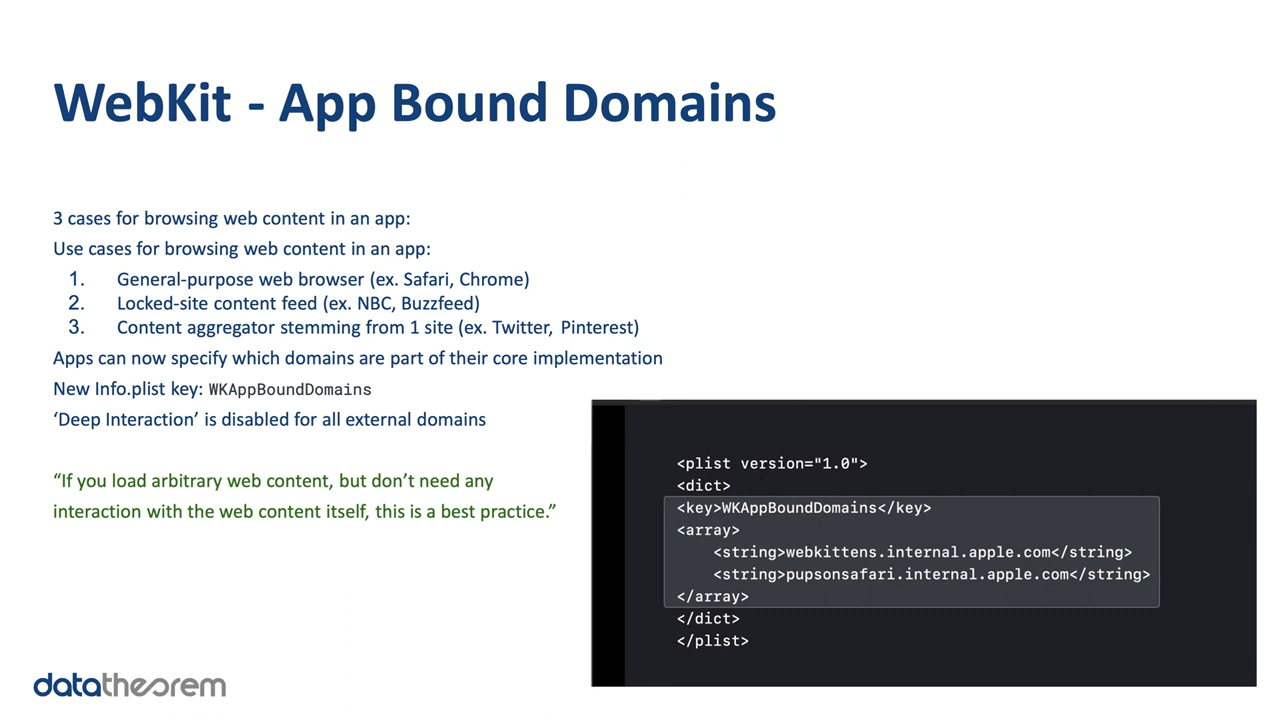 WebKit - App Bound Domains
3 cases for browsing web content in an app:
Use cases for browsing web content in an app:
1. General-purpose web browser (ex. Safari, Chrome)
2. Locked-site content feed (ex. NBC, Buzzfeed)
3. Content aggregator stemming from 1 site (ex. Twitter, Pinterest)
Apps can now specify which domains are part of their core implementation
New Info.plist key: WKAppBoundDomains
‘Deep Interaction’ is disabled for all external domains
“If you load arbitrary web content, but don’t need any
interaction with the web content itself, this is a best practice.”
<plist version="1.0">
<dict>
<key>WKAppBoundDomains</key>
<array>
<string>webkittens.internal.apple.com</string>
<string>pupsonsafari.internal.apple.com</string>
</array>
</dict>
</plist>
datatheorem